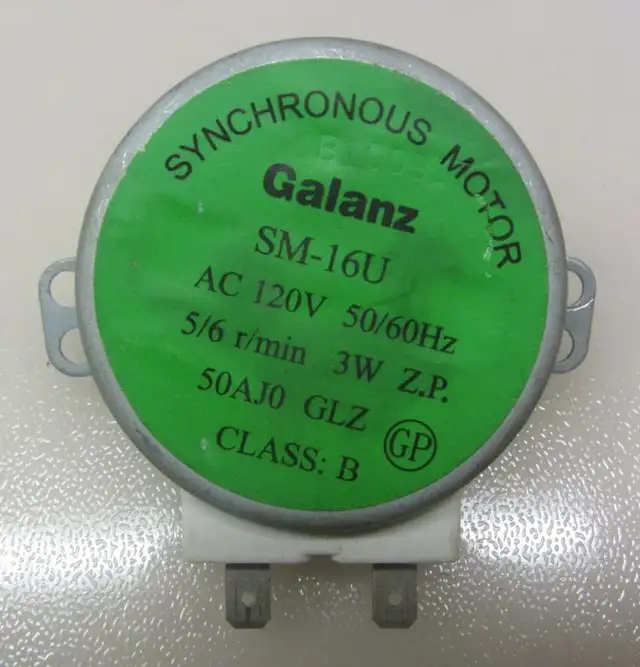 SYNCHRONOUS MOTOR
Galanz
SM-16U
AC 120V 50/60Hz
5/6 r/min 3W Z.P.
50AJ0 GLZ
GP
CLASS: B